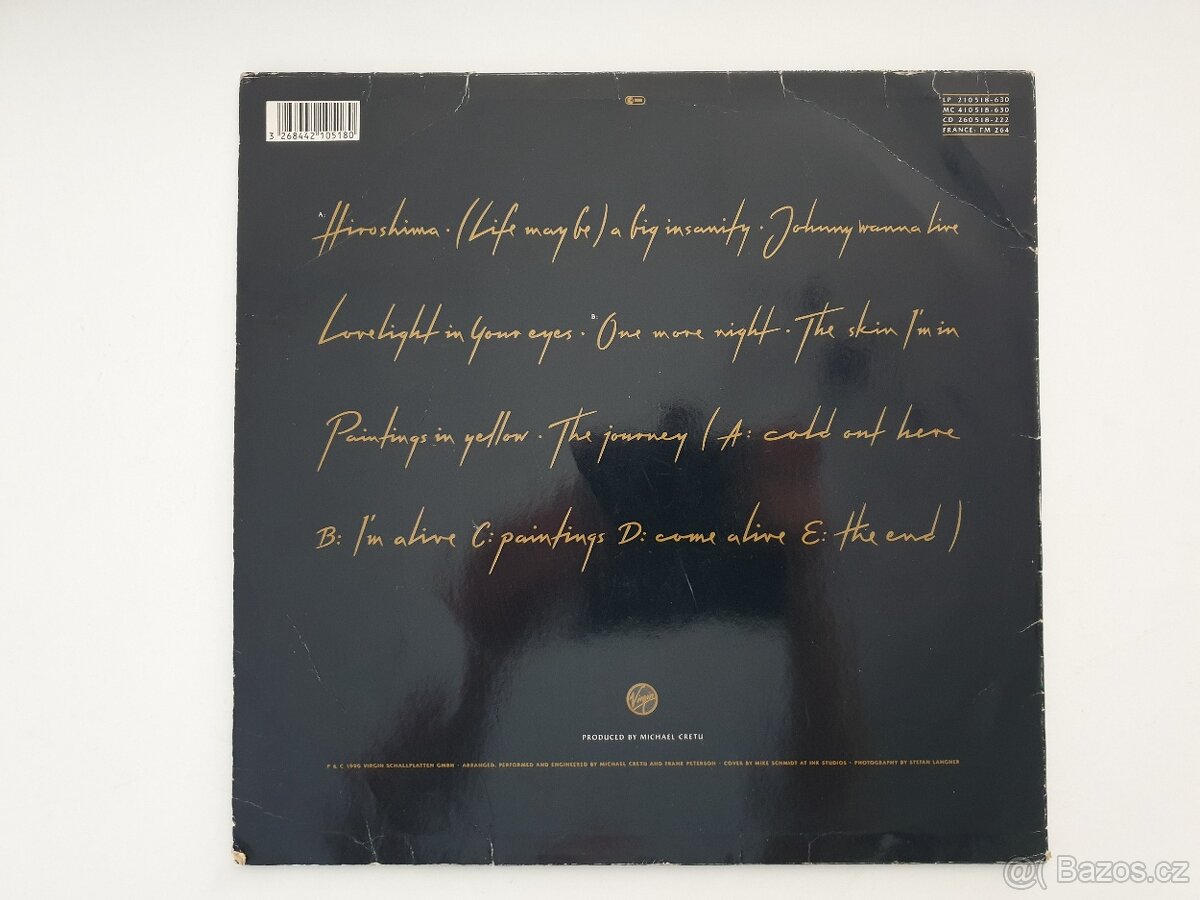 3 268442 105180
LP 210518-630
MC 410518-630
CD 260518-222
FRANCE: PM 264
A: Hiroshima · (Life may be) a big insanity · Johnny wanna live
Lovelight in your eyes · B: One more night · The skin I'm in
Paintings in yellow · The journey (A: cold out here
B: I'm alive C: paintings D: come alive E: the end)
Virgin
PRODUCED BY MICHAEL CRETU
P & C 1990 VIRGIN SCHALLPLATTEN GMBH · ARRANGED, PERFORMED AND ENGINEERED BY MICHAEL CRETU AND FRANK PETERSON · COVER BY MIKE SCHMIDT AT INK STUDIOS · PHOTOGRAPHY BY STEFAN LANGNER
@( Bazos.cz